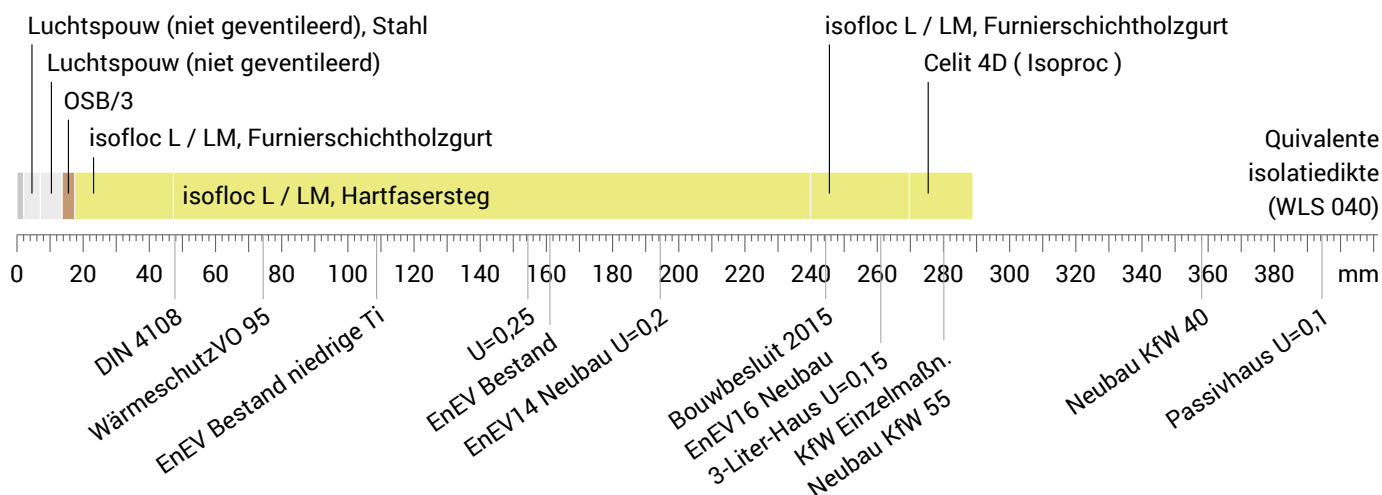 Luchtspouw (niet geventileerd), Stahl
isofloc L / LM, Furnierschichtholzgurt
Luchtspouw (niet geventileerd)
Celit 4D ( Isoproc )
OSB/3
isofloc L / LM, Furnierschichtholzgurt
Quivalente
isolatiedikte
(WLS 040)
isofloc L / LM, Hartfasersteg
0 20 40 60 80 100 120 140 160 180 200 220 240 260 280 300 320 340 360 380 mm
DIN 4108
WärmeschutzVO 95
EnEV Bestand niedrige Ti
U=0,25
EnEV Bestand
EnEV14 Neubau U=0,2
Bouwbesluit 2015
EnEV16 Neubau
3-Liter-Haus U=0,15
KfW Einzelmaßn.
Neubau KfW 55
Neubau KfW 40
Passivhaus U=0,1